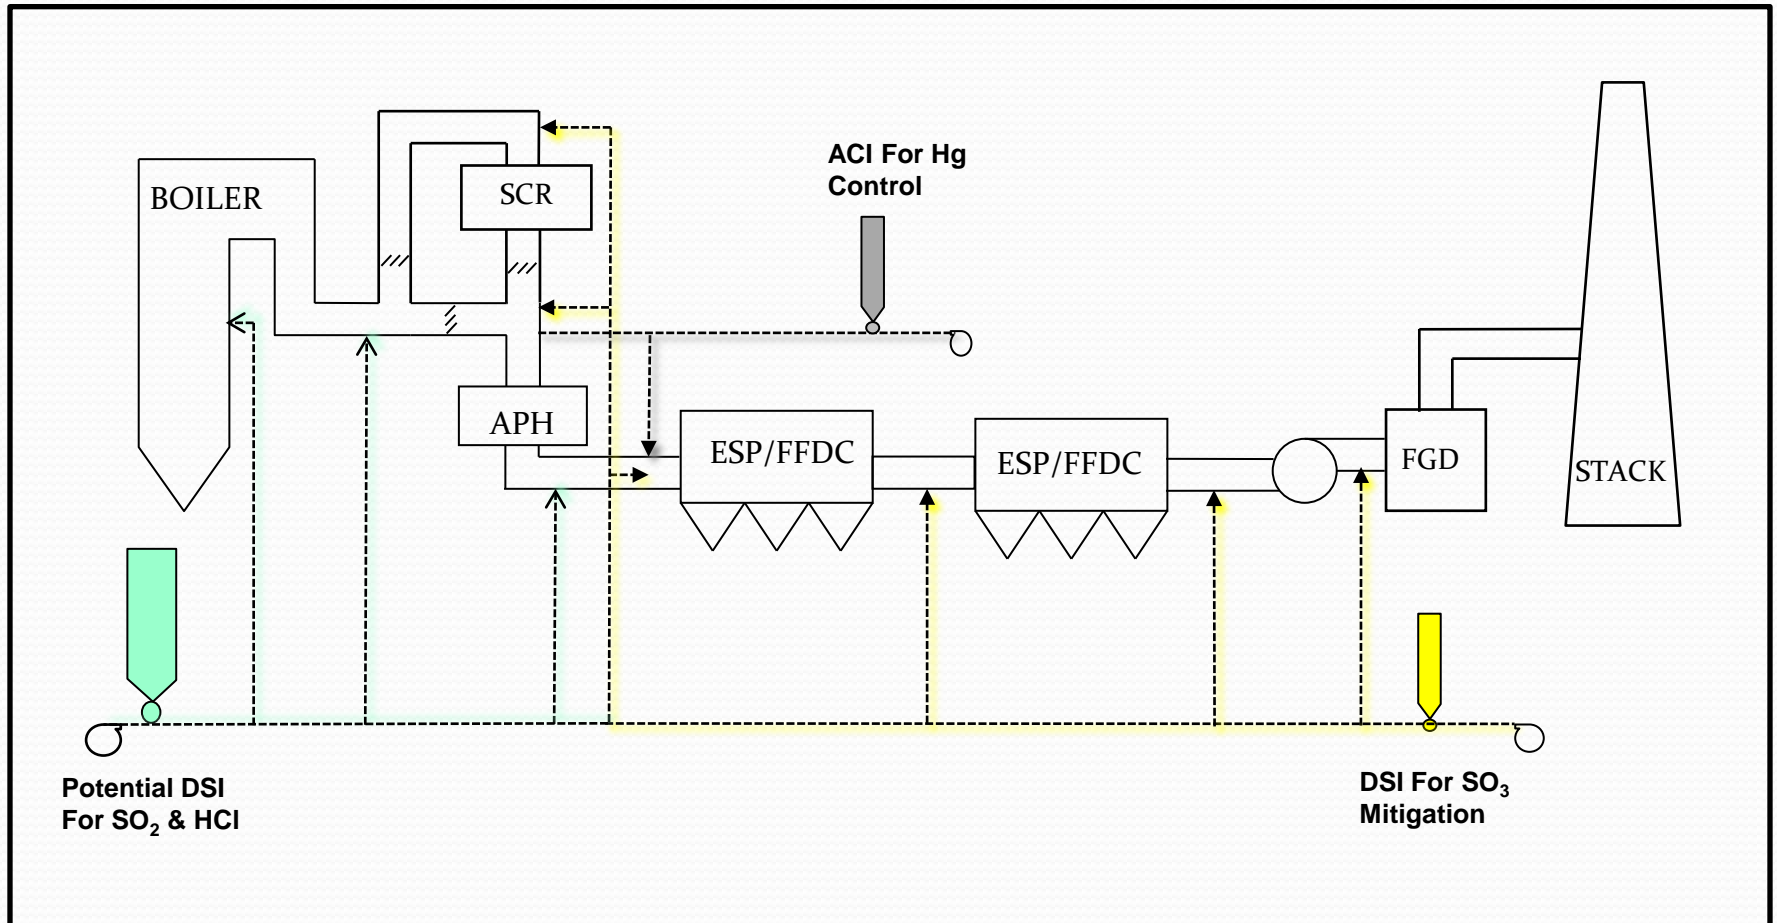 ACI For Hg
Control
BOILER
SCR
APH
ESP/FFDC
ESP/FFDC
FGD
STACK
Potential DSI
For SO₂ & HCl
DSI For SO₃
Mitigation